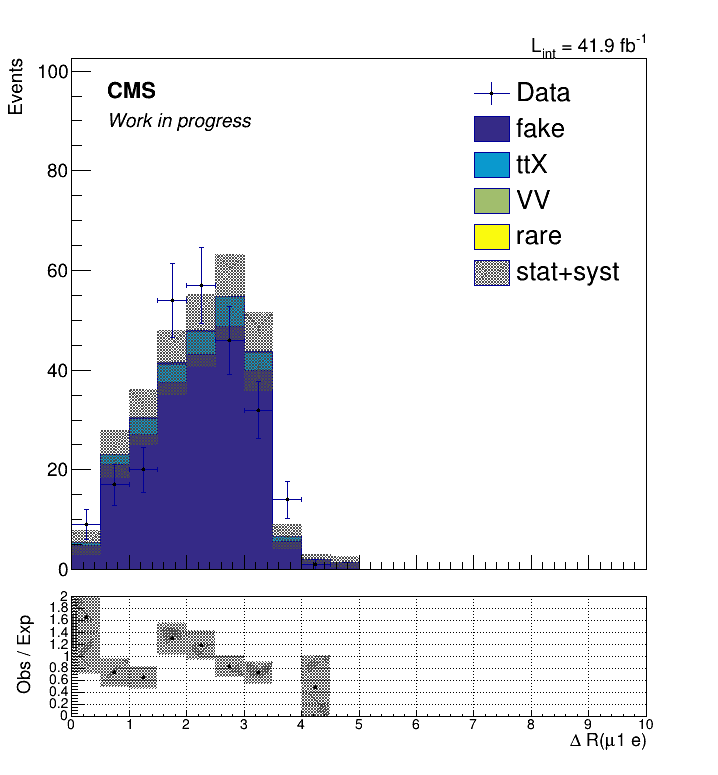 L_int = 41.9 fb^-1
Events
100
80
60
40
20
0
CMS
Work in progress
Data
fake
ttX
VV
rare
stat+syst
Obs / Exp
2
1.8
1.6
1.4
1.2
1
0.8
0.6
0.4
0.2
0
0 1 2 3 4 5 6 7 8 9 10
Δ R(μ1 e)